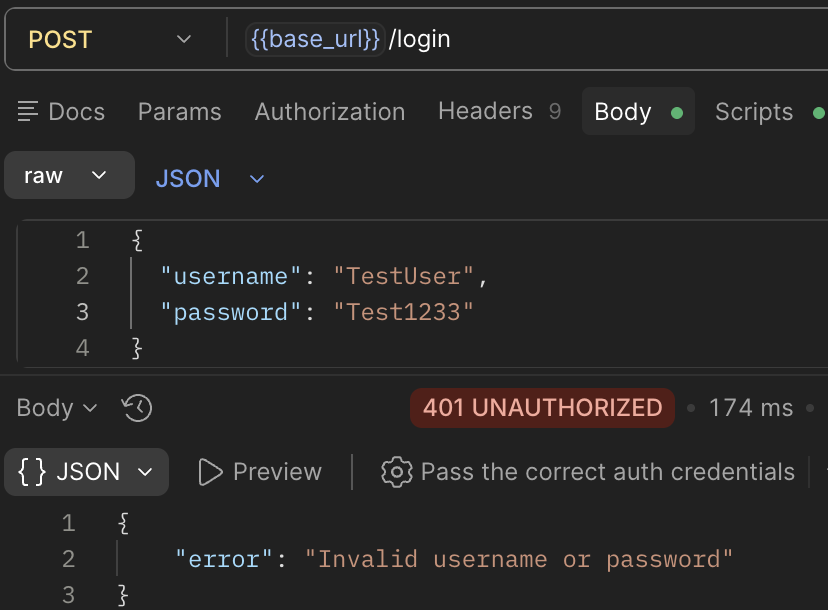 POST {{base_url}}/login
Docs Params Authorization Headers 9 Body Scripts
raw JSON
1 {
2 "username": "TestUser",
3 "password": "Test1233"
4 }
Body 401 UNAUTHORIZED • 174 ms •
{} JSON Preview Pass the correct auth credentials
1 {
2 "error": "Invalid username or password"
3 }